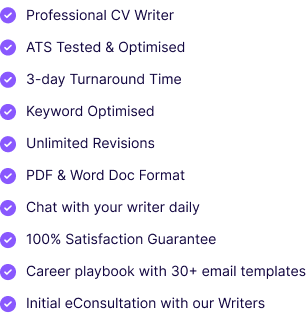 Professional CV Writer
ATS Tested & Optimised
3-day Turnaround Time
Keyword Optimised
Unlimited Revisions
PDF & Word Doc Format
Chat with your writer daily
100% Satisfaction Guarantee
Career playbook with 30+ email templates
Initial eConsultation with our Writers